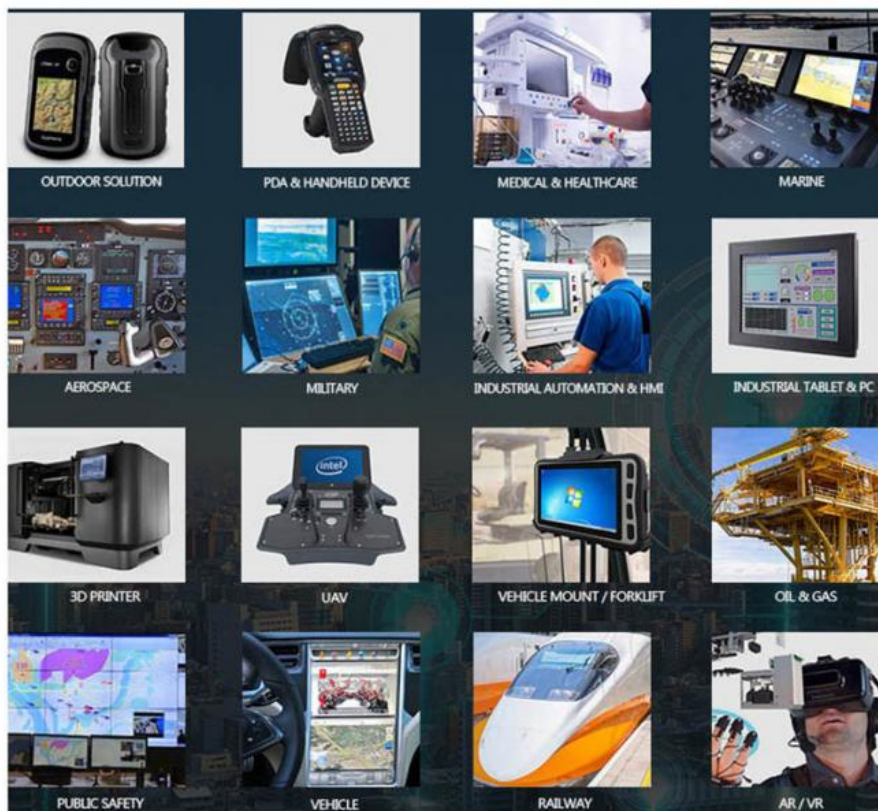 OUTDOOR SOLUTION
PDA & HANDHELD DEVICE
MEDICAL & HEALTHCARE
MARINE
AEROSPACE
MILITARY
INDUSTRIAL AUTOMATION & HMI
INDUSTRIAL TABLET & PC
intel
3D PRINTER
UAV
VEHICLE MOUNT / FORKLIFT
OIL & GAS
PUBLIC SAFETY
VEHICLE
RAILWAY
AR / VR